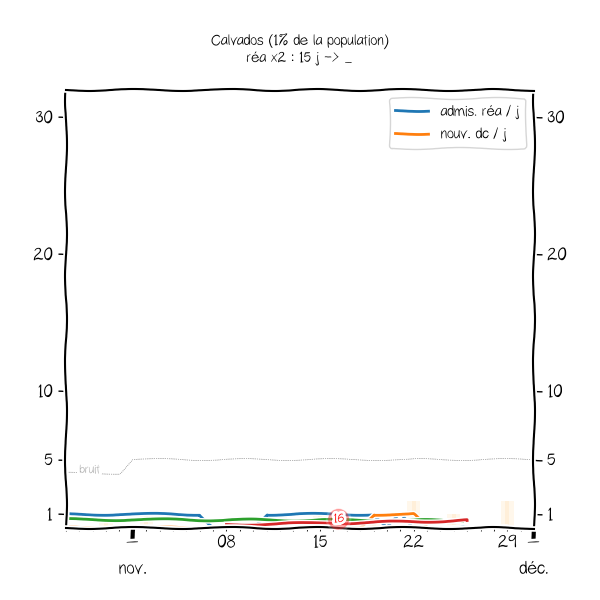 Calvados (1% de la population)
réa x2 : 15 j -> _
admis. réa / j
nouv. dc / j
30
30
20
20
10
10
5
5
bruit
1
1
16
08
15
22
29
nov.
déc.